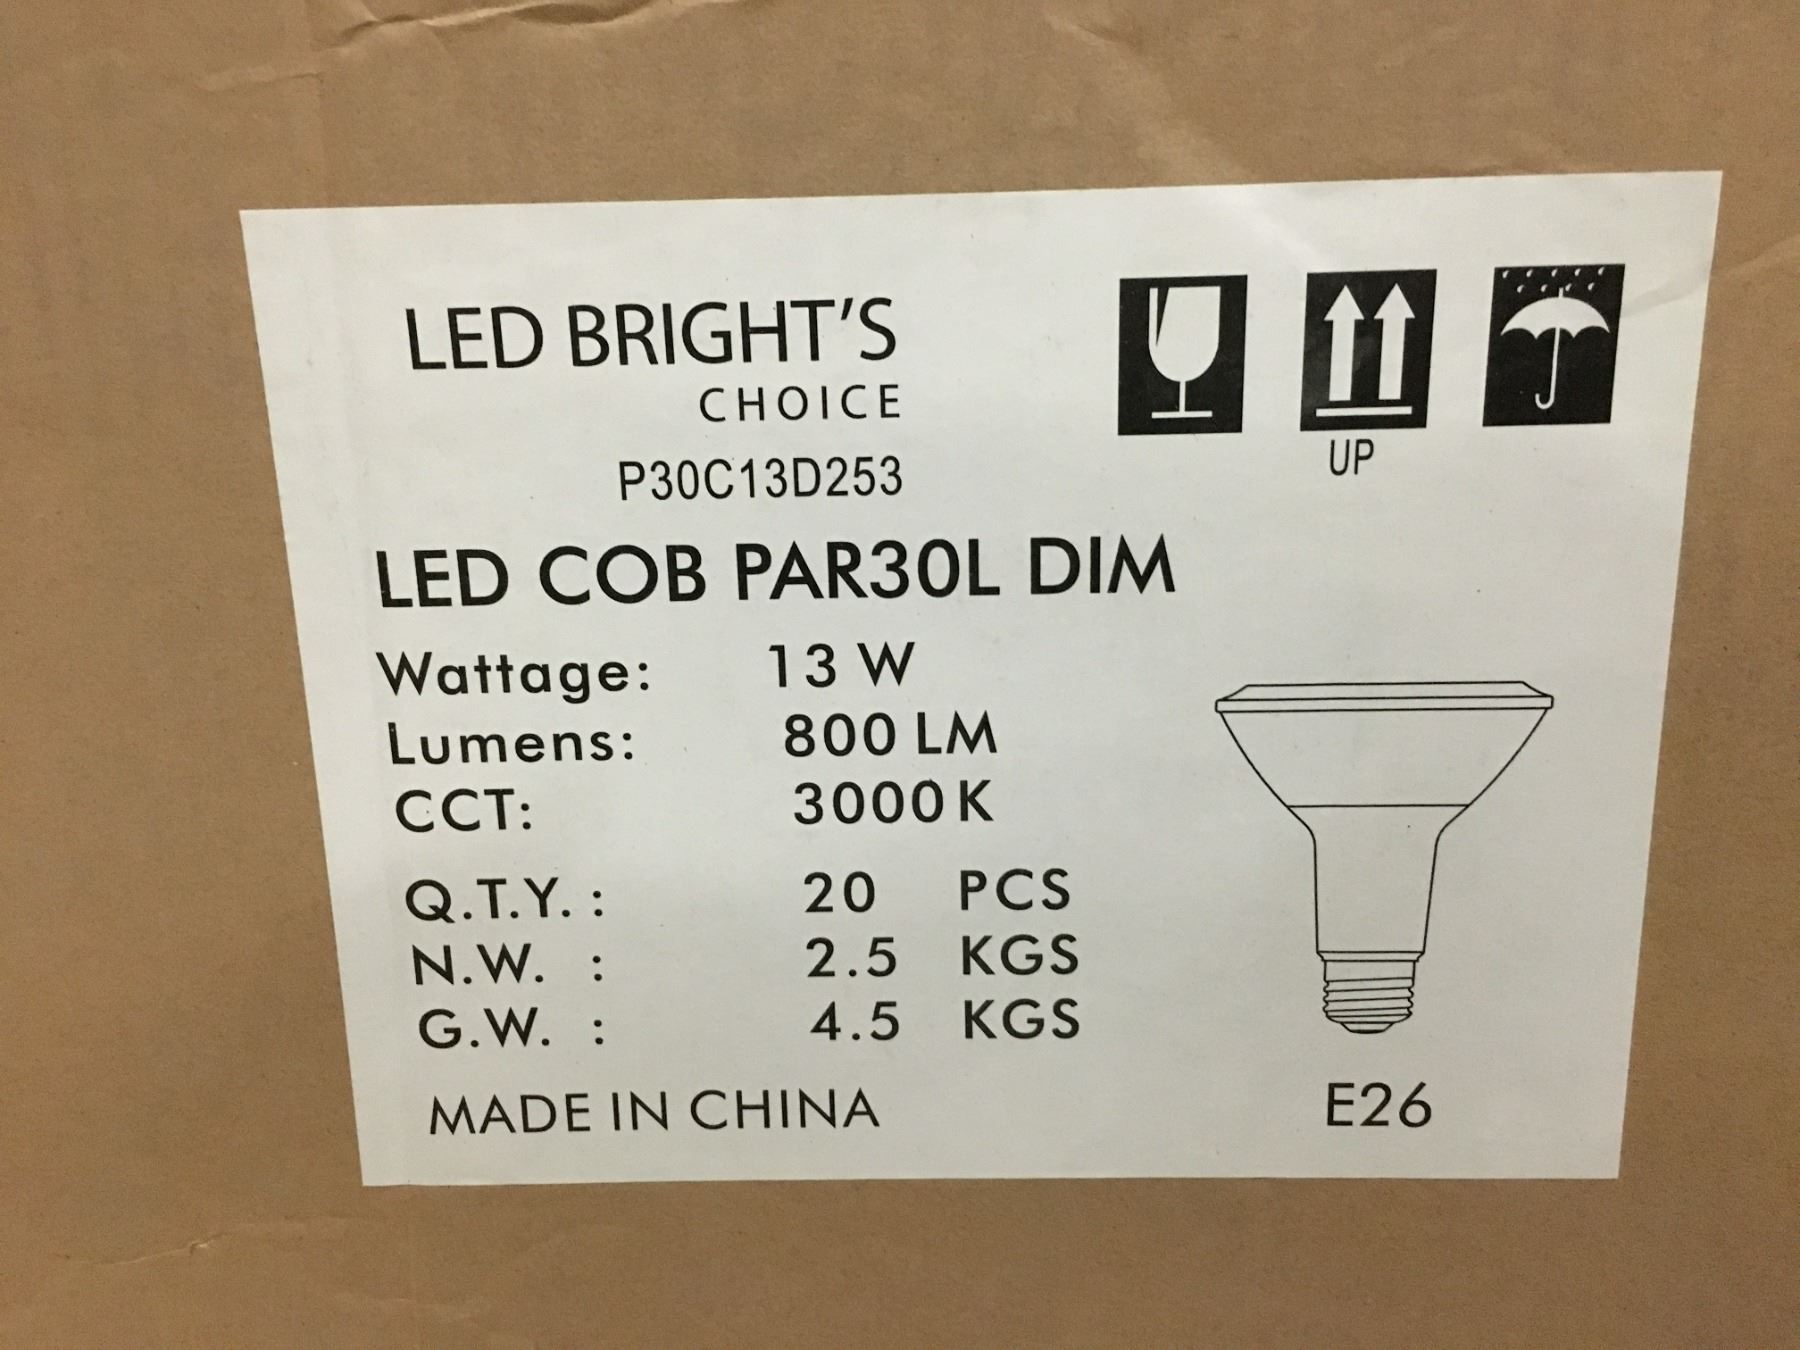 LED BRIGHT'S
CHOICE
P30C13D253
UP
LED COB PAR30L DIM
Wattage: 13 W
Lumens: 800 LM
CCT: 3000K
Q.T.Y. : 20 PCS
N.W. : 2.5 KGS
G.W. : 4.5 KGS
MADE IN CHINA
E26